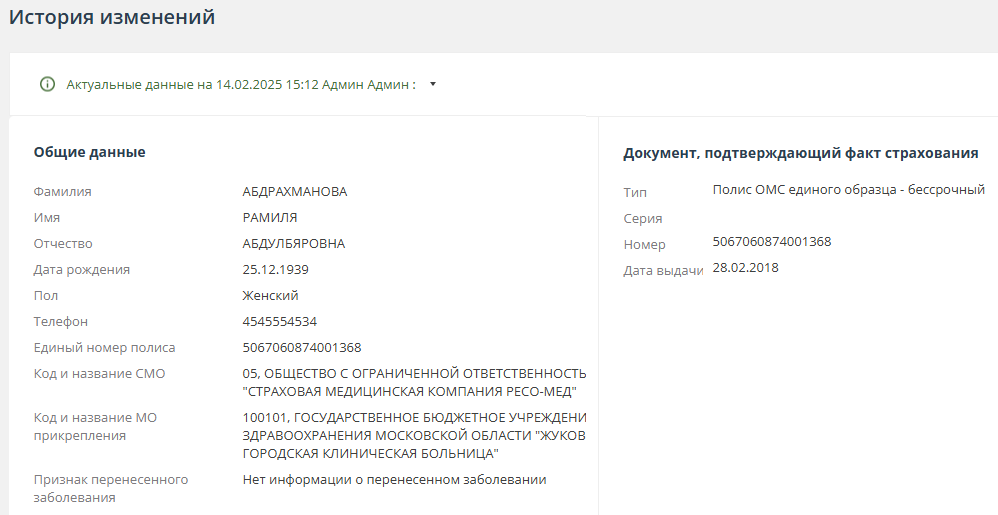 История изменений
Актуальные данные на 14.02.2025 15:12 Админ Админ :
Общие данные
Фамилия АБДРАХМАНОВА
Имя РАМИЛЯ
Отчество АБДУЛБЯРОВНА
Дата рождения 25.12.1939
Пол Женский
Телефон 4545554534
Единый номер полиса 5067060874001368
Код и название СМО 05, ОБЩЕСТВО С ОГРАНИЧЕННОЙ ОТВЕТСТВЕННОСТЬ
"СТРАХОВАЯ МЕДИЦИНСКАЯ КОМПАНИЯ РЕСО-МЕД"
Код и название МО 100101, ГОСУДАРСТВЕННОЕ БЮДЖЕТНОЕ УЧРЕЖДЕНИ
прикрепления ЗДРАВООХРАНЕНИЯ МОСКОВСКОЙ ОБЛАСТИ "ЖУКОВ
ГОРОДСКАЯ КЛИНИЧЕСКАЯ БОЛЬНИЦА"
Признак перенесенного Нет информации о перенесенном заболевании
заболевания
Документ, подтверждающий факт страхования
Тип Полис ОМС единого образца - бессрочный
Серия
Номер 5067060874001368
Дата выдачи 28.02.2018